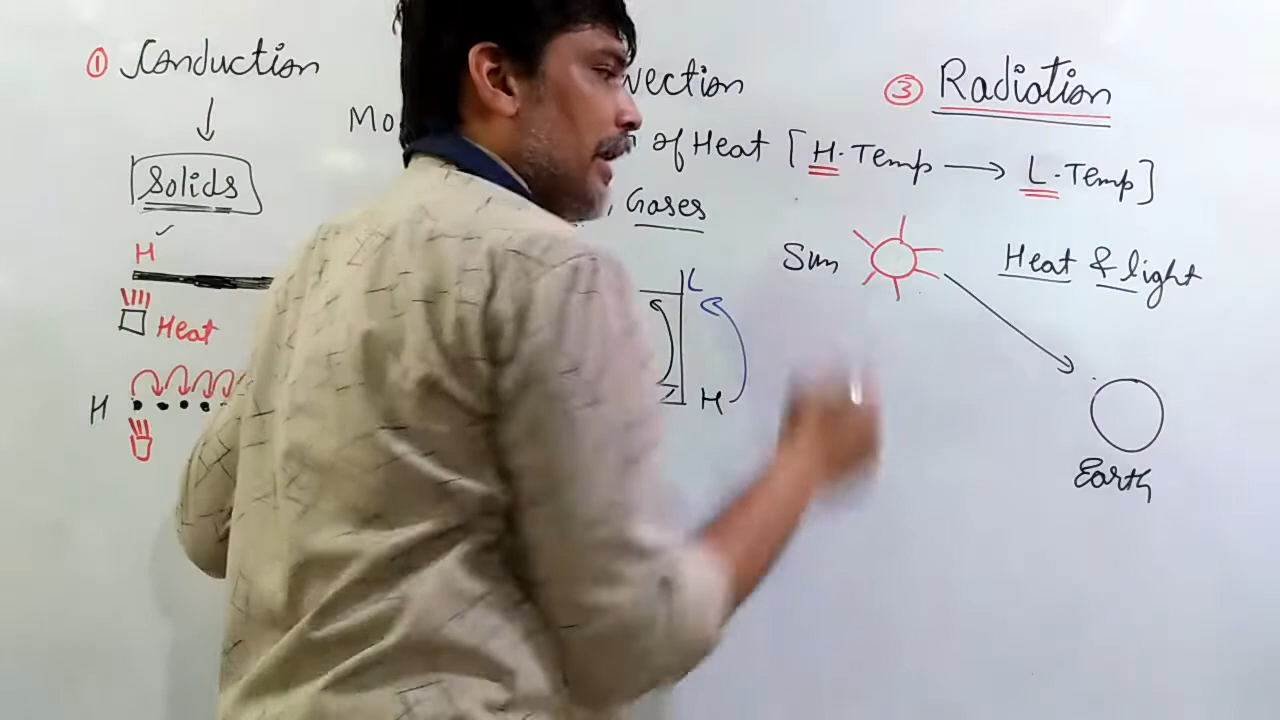 ① Conduction
vection
③ Radiation
Mo
of Heat [H. Temp → L. Temp]
Solids
, Gases
H
L
Sun
Heat & light
Heat
H
H
Earth